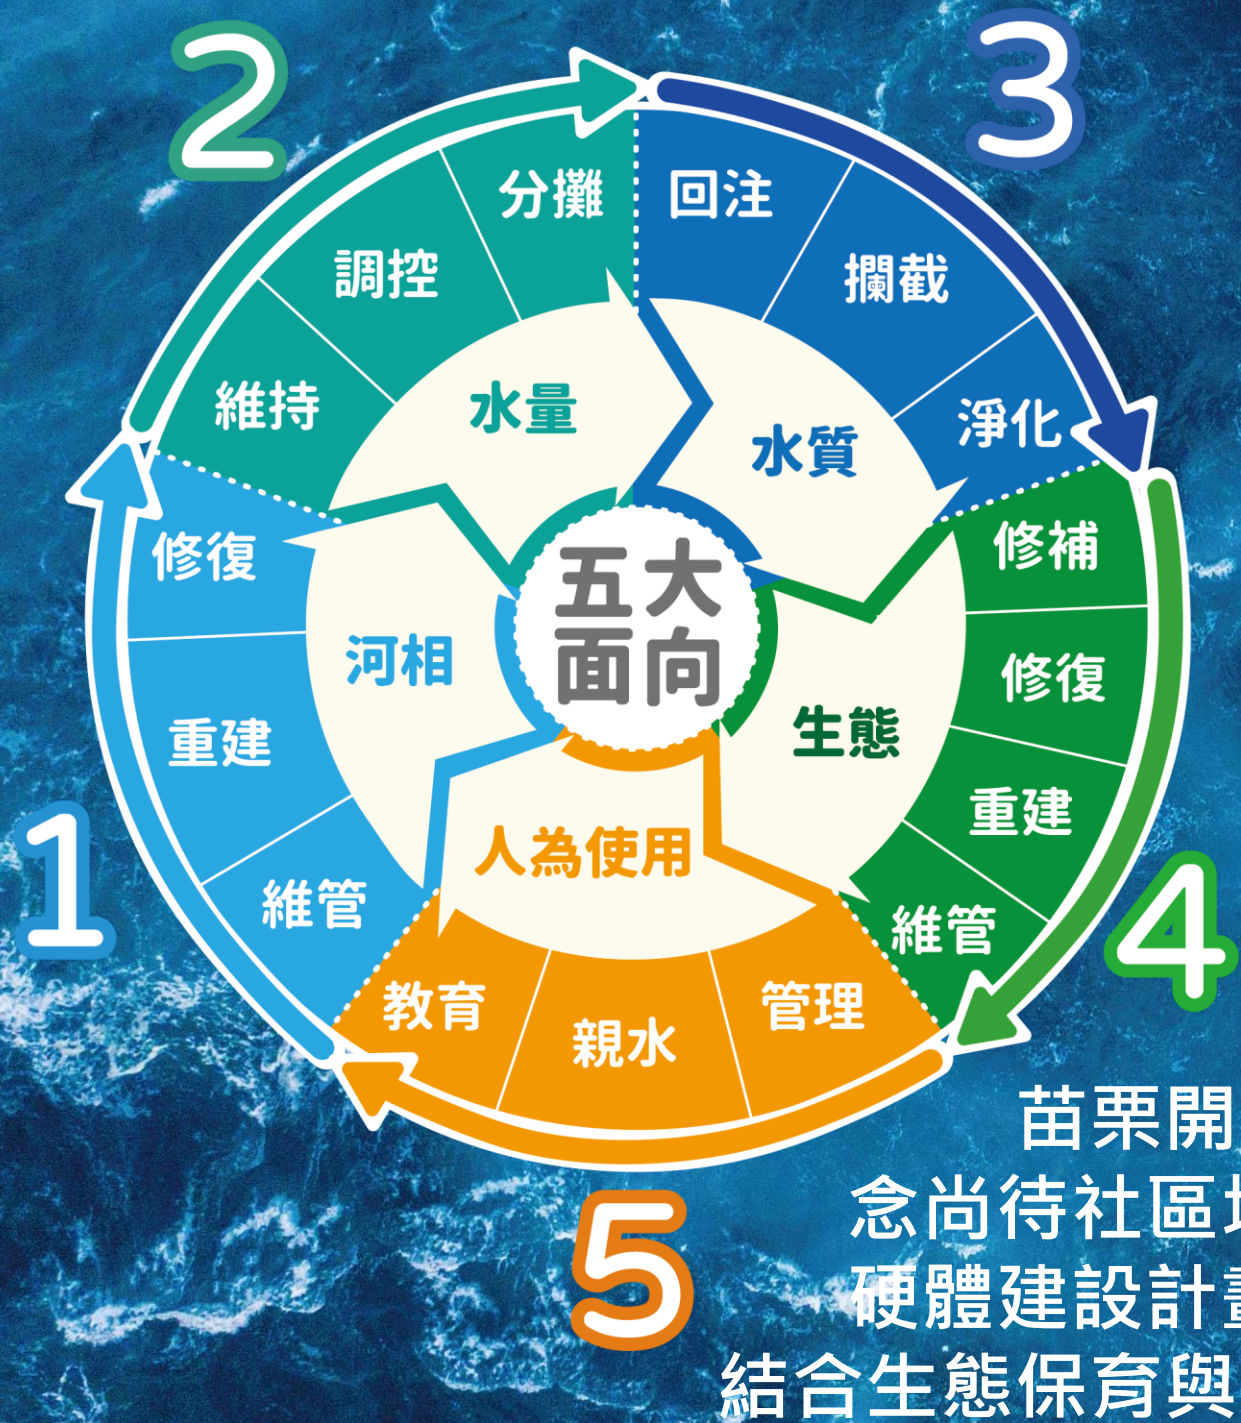 2
3
分攤
回注
調控
攔截
維持
水量
水質
淨化
修復
五大
面向
修補
河相
修復
重建
生態
重建
1
人為使用
4
維管
維管
教育
親水
管理
苗栗開
念尚待社區
5
硬體建設計
結合生態保育與